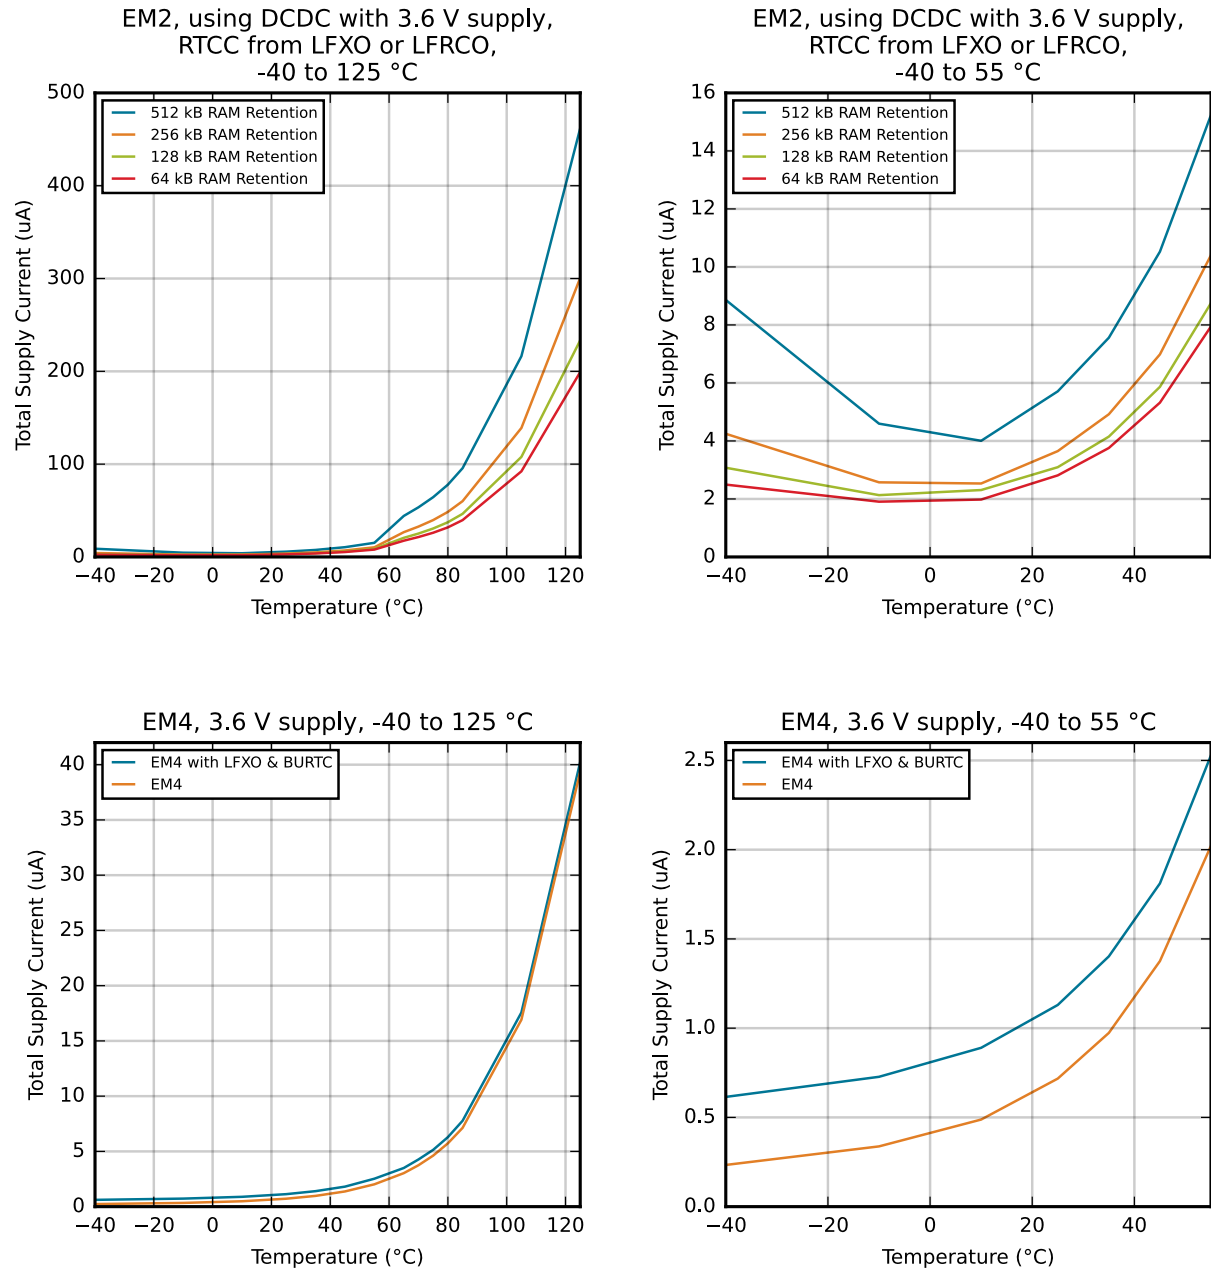 EM2, using DCDC with 3.6 V supply,
RTCC from LFXO or LFRCO,
-40 to 125 °C
500
400
300
200
100
0
Total Supply Current (uA)
512 kB RAM Retention
256 kB RAM Retention
128 kB RAM Retention
64 kB RAM Retention
−40 −20 0 20 40 60 80 100 120
Temperature (°C)
EM2, using DCDC with 3.6 V supply,
RTCC from LFXO or LFRCO,
-40 to 55 °C
16
14
12
10
8
6
4
2
0
Total Supply Current (uA)
512 kB RAM Retention
256 kB RAM Retention
128 kB RAM Retention
64 kB RAM Retention
−40 −20 0 20 40
Temperature (°C)
EM4, 3.6 V supply, -40 to 125 °C
40
35
30
25
20
15
10
5
0
Total Supply Current (uA)
EM4 with LFXO & BURTC
EM4
−40 −20 0 20 40 60 80 100 120
Temperature (°C)
EM4, 3.6 V supply, -40 to 55 °C
2.5
2.0
1.5
1.0
0.5
0.0
Total Supply Current (uA)
EM4 with LFXO & BURTC
EM4
−40 −20 0 20 40
Temperature (°C)